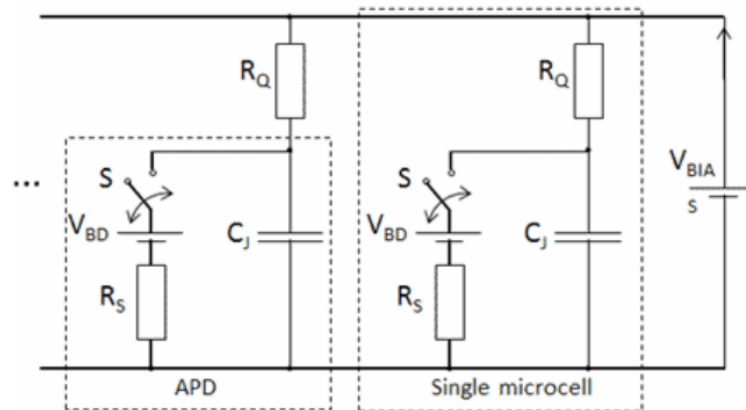 R_Q
R_Q
...
S
V_BD
C_J
R_S
S
V_BD
C_J
R_S
V_BIA
S
APD
Single microcell